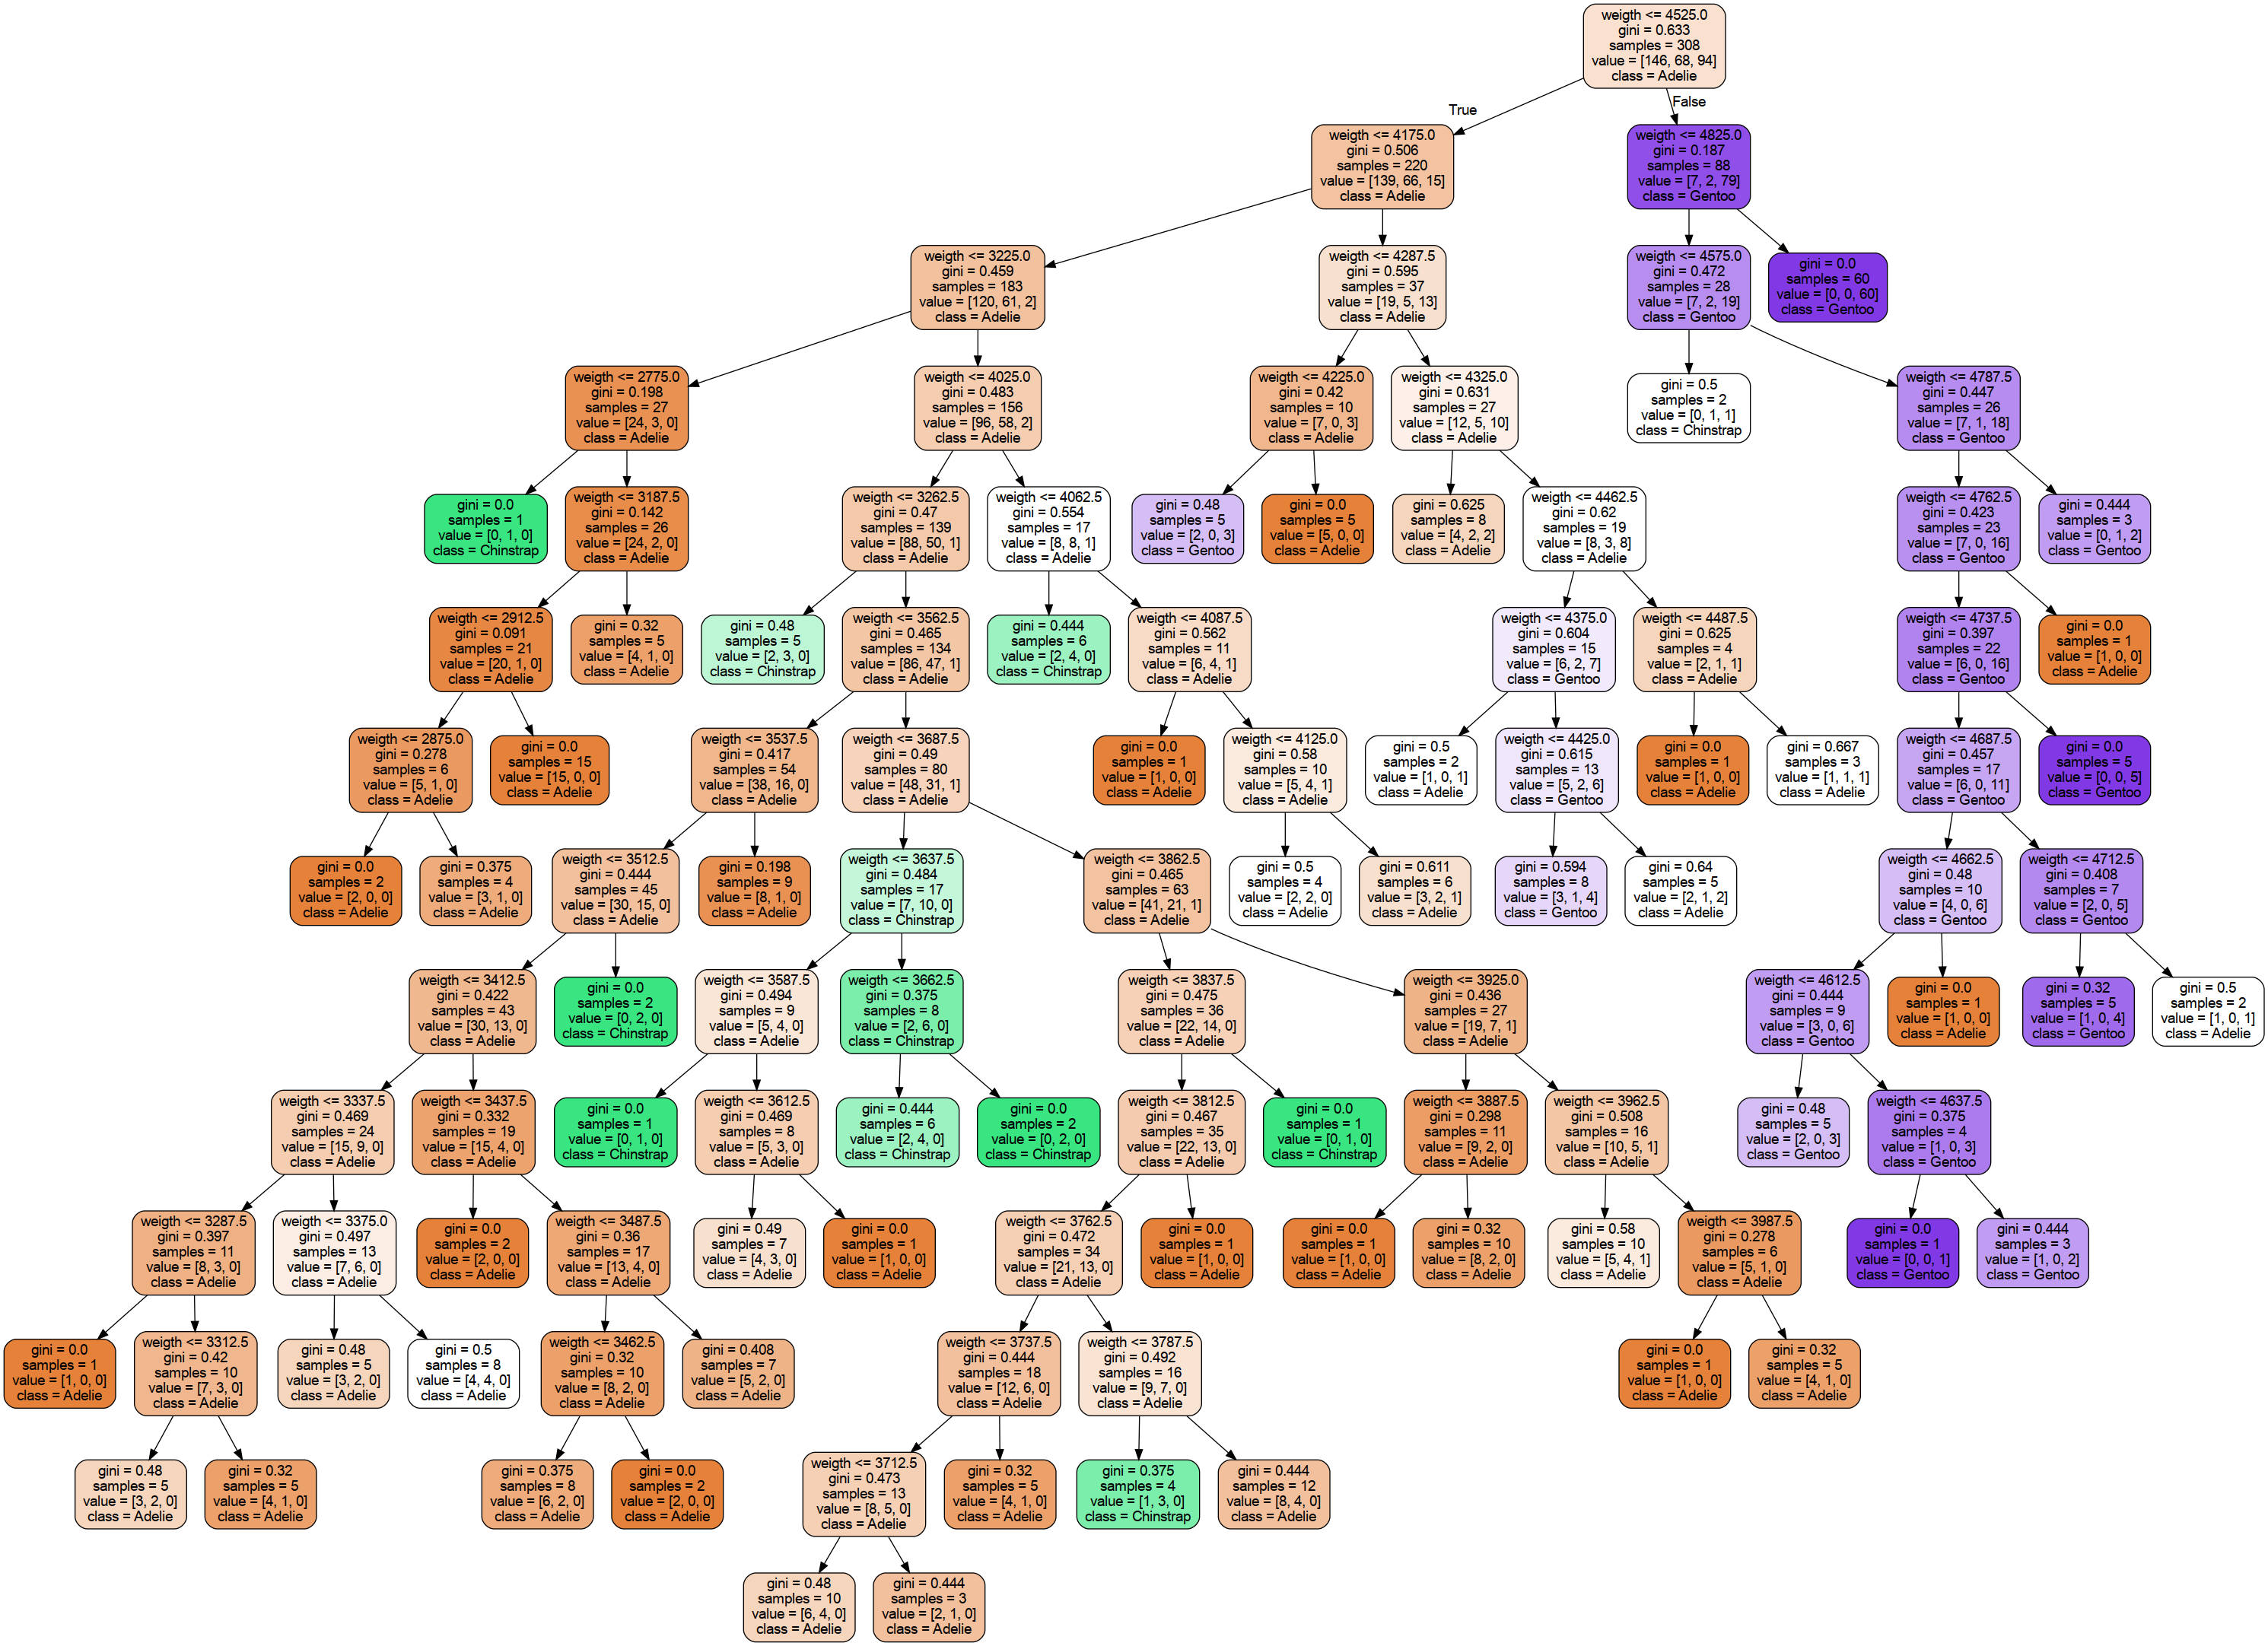 weigth <= 4525.0
gini = 0.633
samples = 308
value = [146, 68, 94]
class = Adelie
True
False
weigth <= 4175.0
gini = 0.506
samples = 220
value = [139, 66, 15]
class = Adelie
weigth <= 4825.0
gini = 0.187
samples = 88
value = [7, 2, 79]
class = Gentoo
weigth <= 3225.0
gini = 0.459
samples = 183
value = [120, 61, 2]
class = Adelie
weigth <= 4287.5
gini = 0.595
samples = 37
value = [19, 5, 13]
class = Adelie
weigth <= 4575.0
gini = 0.472
samples = 28
value = [7, 2, 19]
class = Gentoo
gini = 0.0
samples = 60
value = [0, 0, 60]
class = Gentoo
weigth <= 2775.0
gini = 0.198
samples = 27
value = [24, 3, 0]
class = Adelie
weigth <= 4025.0
gini = 0.483
samples = 156
value = [96, 58, 2]
class = Adelie
weigth <= 4225.0
gini = 0.42
samples = 10
value = [7, 0, 3]
class = Adelie
weigth <= 4325.0
gini = 0.631
samples = 27
value = [12, 5, 10]
class = Adelie
gini = 0.5
samples = 2
value = [0, 1, 1]
class = Chinstrap
weigth <= 4787.5
gini = 0.447
samples = 26
value = [7, 1, 18]
class = Gentoo
gini = 0.0
samples = 1
value = [0, 1, 0]
class = Chinstrap
weigth <= 3187.5
gini = 0.142
samples = 26
value = [24, 2, 0]
class = Adelie
weigth <= 3262.5
gini = 0.47
samples = 139
value = [88, 50, 1]
class = Adelie
weigth <= 4062.5
gini = 0.554
samples = 17
value = [8, 8, 1]
class = Adelie
gini = 0.48
samples = 5
value = [2, 0, 3]
class = Gentoo
gini = 0.0
samples = 5
value = [5, 0, 0]
class = Adelie
gini = 0.625
samples = 8
value = [4, 2, 2]
class = Adelie
weigth <= 4462.5
gini = 0.62
samples = 19
value = [8, 3, 8]
class = Adelie
weigth <= 4762.5
gini = 0.423
samples = 23
value = [7, 0, 16]
class = Gentoo
gini = 0.444
samples = 3
value = [0, 1, 2]
class = Gentoo
weigth <= 2912.5
gini = 0.091
samples = 21
value = [20, 1, 0]
class = Adelie
gini = 0.32
samples = 5
value = [4, 1, 0]
class = Adelie
gini = 0.48
samples = 5
value = [2, 3, 0]
class = Chinstrap
weigth <= 3562.5
gini = 0.465
samples = 134
value = [86, 47, 1]
class = Adelie
gini = 0.444
samples = 6
value = [2, 4, 0]
class = Chinstrap
weigth <= 4087.5
gini = 0.562
samples = 11
value = [6, 4, 1]
class = Adelie
weigth <= 4375.0
gini = 0.604
samples = 15
value = [6, 2, 7]
class = Gentoo
weigth <= 4487.5
gini = 0.625
samples = 4
value = [2, 1, 1]
class = Adelie
weigth <= 4737.5
gini = 0.397
samples = 22
value = [6, 0, 16]
class = Gentoo
gini = 0.0
samples = 1
value = [1, 0, 0]
class = Adelie
weigth <= 2875.0
gini = 0.278
samples = 6
value = [5, 1, 0]
class = Adelie
gini = 0.0
samples = 15
value = [15, 0, 0]
class = Adelie
weigth <= 3537.5
gini = 0.417
samples = 54
value = [38, 16, 0]
class = Adelie
weigth <= 3687.5
gini = 0.49
samples = 80
value = [48, 31, 1]
class = Adelie
gini = 0.0
samples = 1
value = [1, 0, 0]
class = Adelie
weigth <= 4125.0
gini = 0.58
samples = 10
value = [5, 4, 1]
class = Adelie
gini = 0.5
samples = 2
value = [1, 0, 1]
class = Adelie
weigth <= 4425.0
gini = 0.615
samples = 13
value = [5, 2, 6]
class = Gentoo
gini = 0.0
samples = 1
value = [1, 0, 0]
class = Adelie
gini = 0.667
samples = 3
value = [1, 1, 1]
class = Adelie
weigth <= 4687.5
gini = 0.457
samples = 17
value = [6, 0, 11]
class = Gentoo
gini = 0.0
samples = 5
value = [0, 0, 5]
class = Gentoo
gini = 0.0
samples = 2
value = [2, 0, 0]
class = Adelie
gini = 0.375
samples = 4
value = [3, 1, 0]
class = Adelie
weigth <= 3512.5
gini = 0.444
samples = 45
value = [30, 15, 0]
class = Adelie
gini = 0.198
samples = 9
value = [8, 1, 0]
class = Adelie
weigth <= 3637.5
gini = 0.484
samples = 17
value = [7, 10, 0]
class = Chinstrap
weigth <= 3862.5
gini = 0.465
samples = 63
value = [41, 21, 1]
class = Adelie
gini = 0.5
samples = 4
value = [2, 2, 0]
class = Adelie
gini = 0.611
samples = 6
value = [3, 2, 1]
class = Adelie
gini = 0.594
samples = 8
value = [3, 1, 4]
class = Gentoo
gini = 0.64
samples = 5
value = [2, 1, 2]
class = Adelie
weigth <= 4662.5
gini = 0.48
samples = 10
value = [4, 0, 6]
class = Gentoo
weigth <= 4712.5
gini = 0.408
samples = 7
value = [2, 0, 5]
class = Gentoo
weigth <= 3412.5
gini = 0.422
samples = 43
value = [30, 13, 0]
class = Adelie
gini = 0.0
samples = 2
value = [0, 2, 0]
class = Chinstrap
weigth <= 3587.5
gini = 0.494
samples = 9
value = [5, 4, 0]
class = Adelie
weigth <= 3662.5
gini = 0.375
samples = 8
value = [2, 6, 0]
class = Chinstrap
weigth <= 3837.5
gini = 0.475
samples = 36
value = [22, 14, 0]
class = Adelie
weigth <= 3925.0
gini = 0.436
samples = 27
value = [19, 7, 1]
class = Adelie
weigth <= 4612.5
gini = 0.444
samples = 9
value = [3, 0, 6]
class = Gentoo
gini = 0.0
samples = 1
value = [1, 0, 0]
class = Adelie
gini = 0.32
samples = 5
value = [1, 0, 4]
class = Gentoo
gini = 0.5
samples = 2
value = [1, 0, 1]
class = Adelie
weigth <= 3337.5
gini = 0.469
samples = 24
value = [15, 9, 0]
class = Adelie
weigth <= 3437.5
gini = 0.332
samples = 19
value = [15, 4, 0]
class = Adelie
gini = 0.0
samples = 1
value = [0, 1, 0]
class = Chinstrap
weigth <= 3612.5
gini = 0.469
samples = 8
value = [5, 3, 0]
class = Adelie
gini = 0.444
samples = 6
value = [2, 4, 0]
class = Chinstrap
gini = 0.0
samples = 2
value = [0, 2, 0]
class = Chinstrap
weigth <= 3812.5
gini = 0.467
samples = 35
value = [22, 13, 0]
class = Adelie
gini = 0.0
samples = 1
value = [0, 1, 0]
class = Chinstrap
weigth <= 3887.5
gini = 0.298
samples = 11
value = [9, 2, 0]
class = Adelie
weigth <= 3962.5
gini = 0.508
samples = 16
value = [10, 5, 1]
class = Adelie
gini = 0.48
samples = 5
value = [2, 0, 3]
class = Gentoo
weigth <= 4637.5
gini = 0.375
samples = 4
value = [1, 0, 3]
class = Gentoo
weigth <= 3287.5
gini = 0.397
samples = 11
value = [8, 3, 0]
class = Adelie
weigth <= 3375.0
gini = 0.497
samples = 13
value = [7, 6, 0]
class = Adelie
gini = 0.0
samples = 2
value = [2, 0, 0]
class = Adelie
weigth <= 3487.5
gini = 0.36
samples = 17
value = [13, 4, 0]
class = Adelie
gini = 0.49
samples = 7
value = [4, 3, 0]
class = Adelie
gini = 0.0
samples = 1
value = [1, 0, 0]
class = Adelie
weigth <= 3762.5
gini = 0.472
samples = 34
value = [21, 13, 0]
class = Adelie
gini = 0.0
samples = 1
value = [1, 0, 0]
class = Adelie
gini = 0.0
samples = 1
value = [1, 0, 0]
class = Adelie
gini = 0.32
samples = 10
value = [8, 2, 0]
class = Adelie
gini = 0.58
samples = 10
value = [5, 4, 1]
class = Adelie
weigth <= 3987.5
gini = 0.278
samples = 6
value = [5, 1, 0]
class = Adelie
gini = 0.0
samples = 1
value = [0, 0, 1]
class = Gentoo
gini = 0.444
samples = 3
value = [1, 0, 2]
class = Gentoo
gini = 0.0
samples = 1
value = [1, 0, 0]
class = Adelie
weigth <= 3312.5
gini = 0.42
samples = 10
value = [7, 3, 0]
class = Adelie
gini = 0.48
samples = 5
value = [3, 2, 0]
class = Adelie
gini = 0.5
samples = 8
value = [4, 4, 0]
class = Adelie
weigth <= 3462.5
gini = 0.32
samples = 10
value = [8, 2, 0]
class = Adelie
gini = 0.408
samples = 7
value = [5, 2, 0]
class = Adelie
weigth <= 3737.5
gini = 0.444
samples = 18
value = [12, 6, 0]
class = Adelie
weigth <= 3787.5
gini = 0.492
samples = 16
value = [9, 7, 0]
class = Adelie
gini = 0.0
samples = 1
value = [1, 0, 0]
class = Adelie
gini = 0.32
samples = 5
value = [4, 1, 0]
class = Adelie
gini = 0.48
samples = 5
value = [3, 2, 0]
class = Adelie
gini = 0.32
samples = 5
value = [4, 1, 0]
class = Adelie
gini = 0.375
samples = 8
value = [6, 2, 0]
class = Adelie
gini = 0.0
samples = 2
value = [2, 0, 0]
class = Adelie
weigth <= 3712.5
gini = 0.473
samples = 13
value = [8, 5, 0]
class = Adelie
gini = 0.32
samples = 5
value = [4, 1, 0]
class = Adelie
gini = 0.375
samples = 4
value = [1, 3, 0]
class = Chinstrap
gini = 0.444
samples = 12
value = [8, 4, 0]
class = Adelie
gini = 0.48
samples = 10
value = [6, 4, 0]
class = Adelie
gini = 0.444
samples = 3
value = [2, 1, 0]
class = Adelie